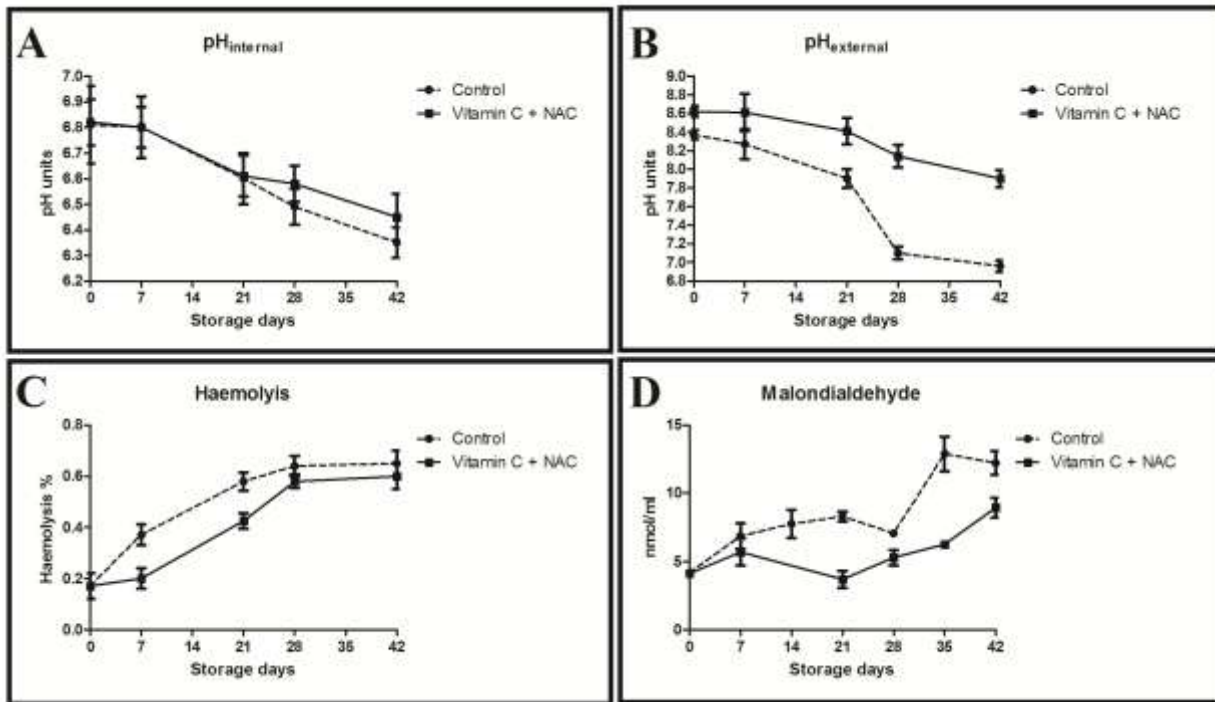 A
pHinternal
7.0
6.9
6.8
6.7
6.6
6.5
6.4
6.3
6.2
pH units
0 7 14 21 28 35 42
Storage days
Control
Vitamin C + NAC
B
pHexternal
9.0
8.8
8.6
8.4
8.2
8.0
7.8
7.6
7.4
7.2
7.0
6.8
pH units
0 7 14 21 28 35 42
Storage days
Control
Vitamin C + NAC
C
Haemolyis
0.8
0.6
0.4
0.2
0.0
Haemolysis %
0 7 14 21 28 35 42
Storage days
Control
Vitamin C + NAC
D
Malondialdehyde
15
10
5
0
nmol/ml
0 7 14 21 28 35 42
Storage days
Control
Vitamin C + NAC